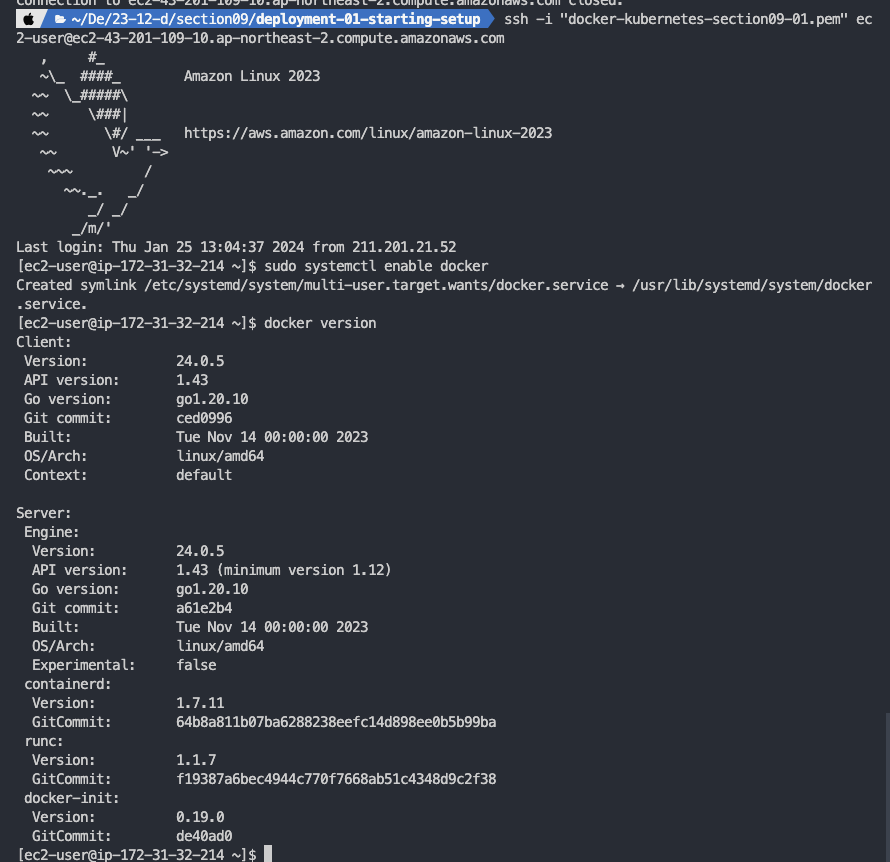 connection to ec2-43-201-109-10.ap-northeast-2.compute.amazonaws.com closed.
~/De/23-12-d/section09/deployment-01-starting-setup ssh -i "docker-kubernetes-section09-01.pem" ec
2-user@ec2-43-201-109-10.ap-northeast-2.compute.amazonaws.com
   ,     #_
   ~\_  ####_        Amazon Linux 2023
  ~~  \_#####\
  ~~     \###|
  ~~       \#/ ___   https://aws.amazon.com/linux/amazon-linux-2023
   ~~       V~' '->
    ~~~         /
      ~~._.   _/
         _/ _/
       _/m/'
Last login: Thu Jan 25 13:04:37 2024 from 211.201.21.52
[ec2-user@ip-172-31-32-214 ~]$ sudo systemctl enable docker
Created symlink /etc/systemd/system/multi-user.target.wants/docker.service → /usr/lib/systemd/system/docker
.service.
[ec2-user@ip-172-31-32-214 ~]$ docker version
Client:
 Version:           24.0.5
 API version:       1.43
 Go version:        go1.20.10
 Git commit:        ced0996
 Built:             Tue Nov 14 00:00:00 2023
 OS/Arch:           linux/amd64
 Context:           default

Server:
 Engine:
  Version:          24.0.5
  API version:      1.43 (minimum version 1.12)
  Go version:       go1.20.10
  Git commit:       a61e2b4
  Built:            Tue Nov 14 00:00:00 2023
  OS/Arch:          linux/amd64
  Experimental:     false
 containerd:
  Version:          1.7.11
  GitCommit:        64b8a811b07ba6288238eefc14d898ee0b5b99ba
 runc:
  Version:          1.1.7
  GitCommit:        f19387a6bec4944c770f7668ab51c4348d9c2f38
 docker-init:
  Version:          0.19.0
  GitCommit:        de40ad0
[ec2-user@ip-172-31-32-214 ~]$